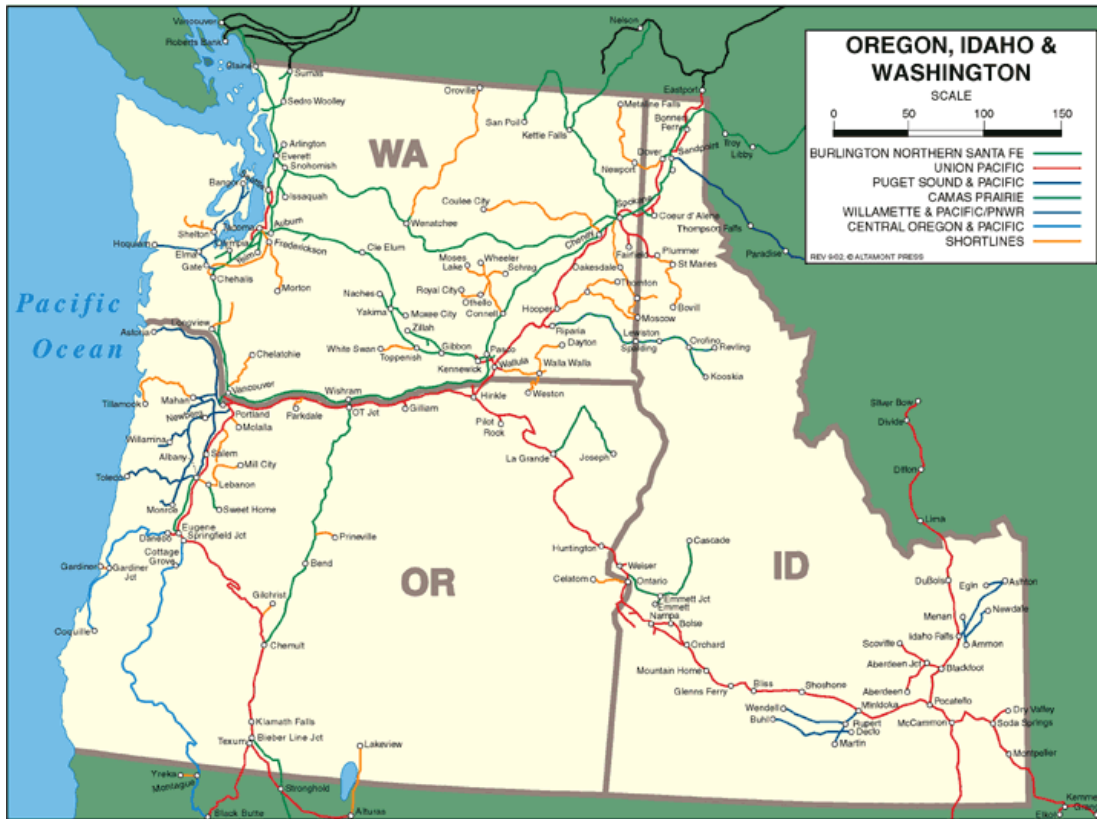 OREGON, IDAHO &
WASHINGTON
SCALE
0 50 100 150
BURLINGTON NORTHERN SANTA FE
UNION PACIFIC
PUGET SOUND & PACIFIC
CAMAS PRAIRIE
WILLAMETTE & PACIFIC/PNWR
CENTRAL OREGON & PACIFIC
SHORTLINES
REV 9/02, © ALTAMONT PRESS
Pacific
Ocean
WA
OR
ID
Vancouver
Roberts Bank
Blaine
Sumas
Sedro Woolley
Arlington
Everett
Snohomish
Bangor
Seattle
Issaquah
Auburn
Tacoma
Shelton
Olympia
Frederickson
Hoquiam
Elma
Gate
Yelm
Chehalis
Morton
Longview
Astoria
Chelatchie
Vancouver
Nelson
Oroville
San Poil
Kettle Falls
Metaline Falls
Eastport
Bonners
Ferry
Dover
Sandpoint
Newport
Troy
Libby
Spokane
Coeur d' Alene
Thompson Falls
Paradise
Cheney
Coulee City
Wenatchee
Cle Elum
Moses
Lake
Wheeler
Schrag
Royal City
Othello
Connell
Naches
Yakima
Moxee City
Zillah
White Swan
Toppenish
Gibbon
Kennewick
Pasco
Wallula
Walla Walla
Dayton
Weston
Hooper
Riparia
Fairfield
Plummer
St Maries
Oakesdale
Thornton
Bovill
Moscow
Lewiston
Spalding
Orofino
Revling
Kooskia
Wishram
OT Jct
Gilliam
Hinkle
Parkdale
Pilot
Rock
La Grande
Joseph
Tillamook
Mahan
Newberg
Portland
Molalla
Willamina
Salem
Albany
Mill City
Toledo
Lebanon
Monroe
Sweet Home
Eugene
Danebo
Springfield Jct
Cottage
Grove
Gardiner
Gardiner
Jct
Coquille
Prineville
Bend
Gilchrist
Chemult
Klamath Falls
Texum
Bieber Line Jct
Lakeview
Yreka
Montague
Black Butte
Stronghold
Alturas
Huntington
Weiser
Celatom
Ontario
Cascade
Emmett Jct
Emmett
Nampa
Boise
Orchard
Mountain Home
Glenns Ferry
Bliss
Shoshone
Wendell
Buhl
Minidoka
Rupert
Declo
Martin
Silver Bow
Divide
Dillon
Lima
DuBois
Egin
Ashton
Menan
Newdale
Idaho Falls
Ammon
Scoville
Aberdeen Jct
Blackfoot
Aberdeen
Pocatello
McCammon
Dry Valley
Soda Springs
Montpelier
Elkol